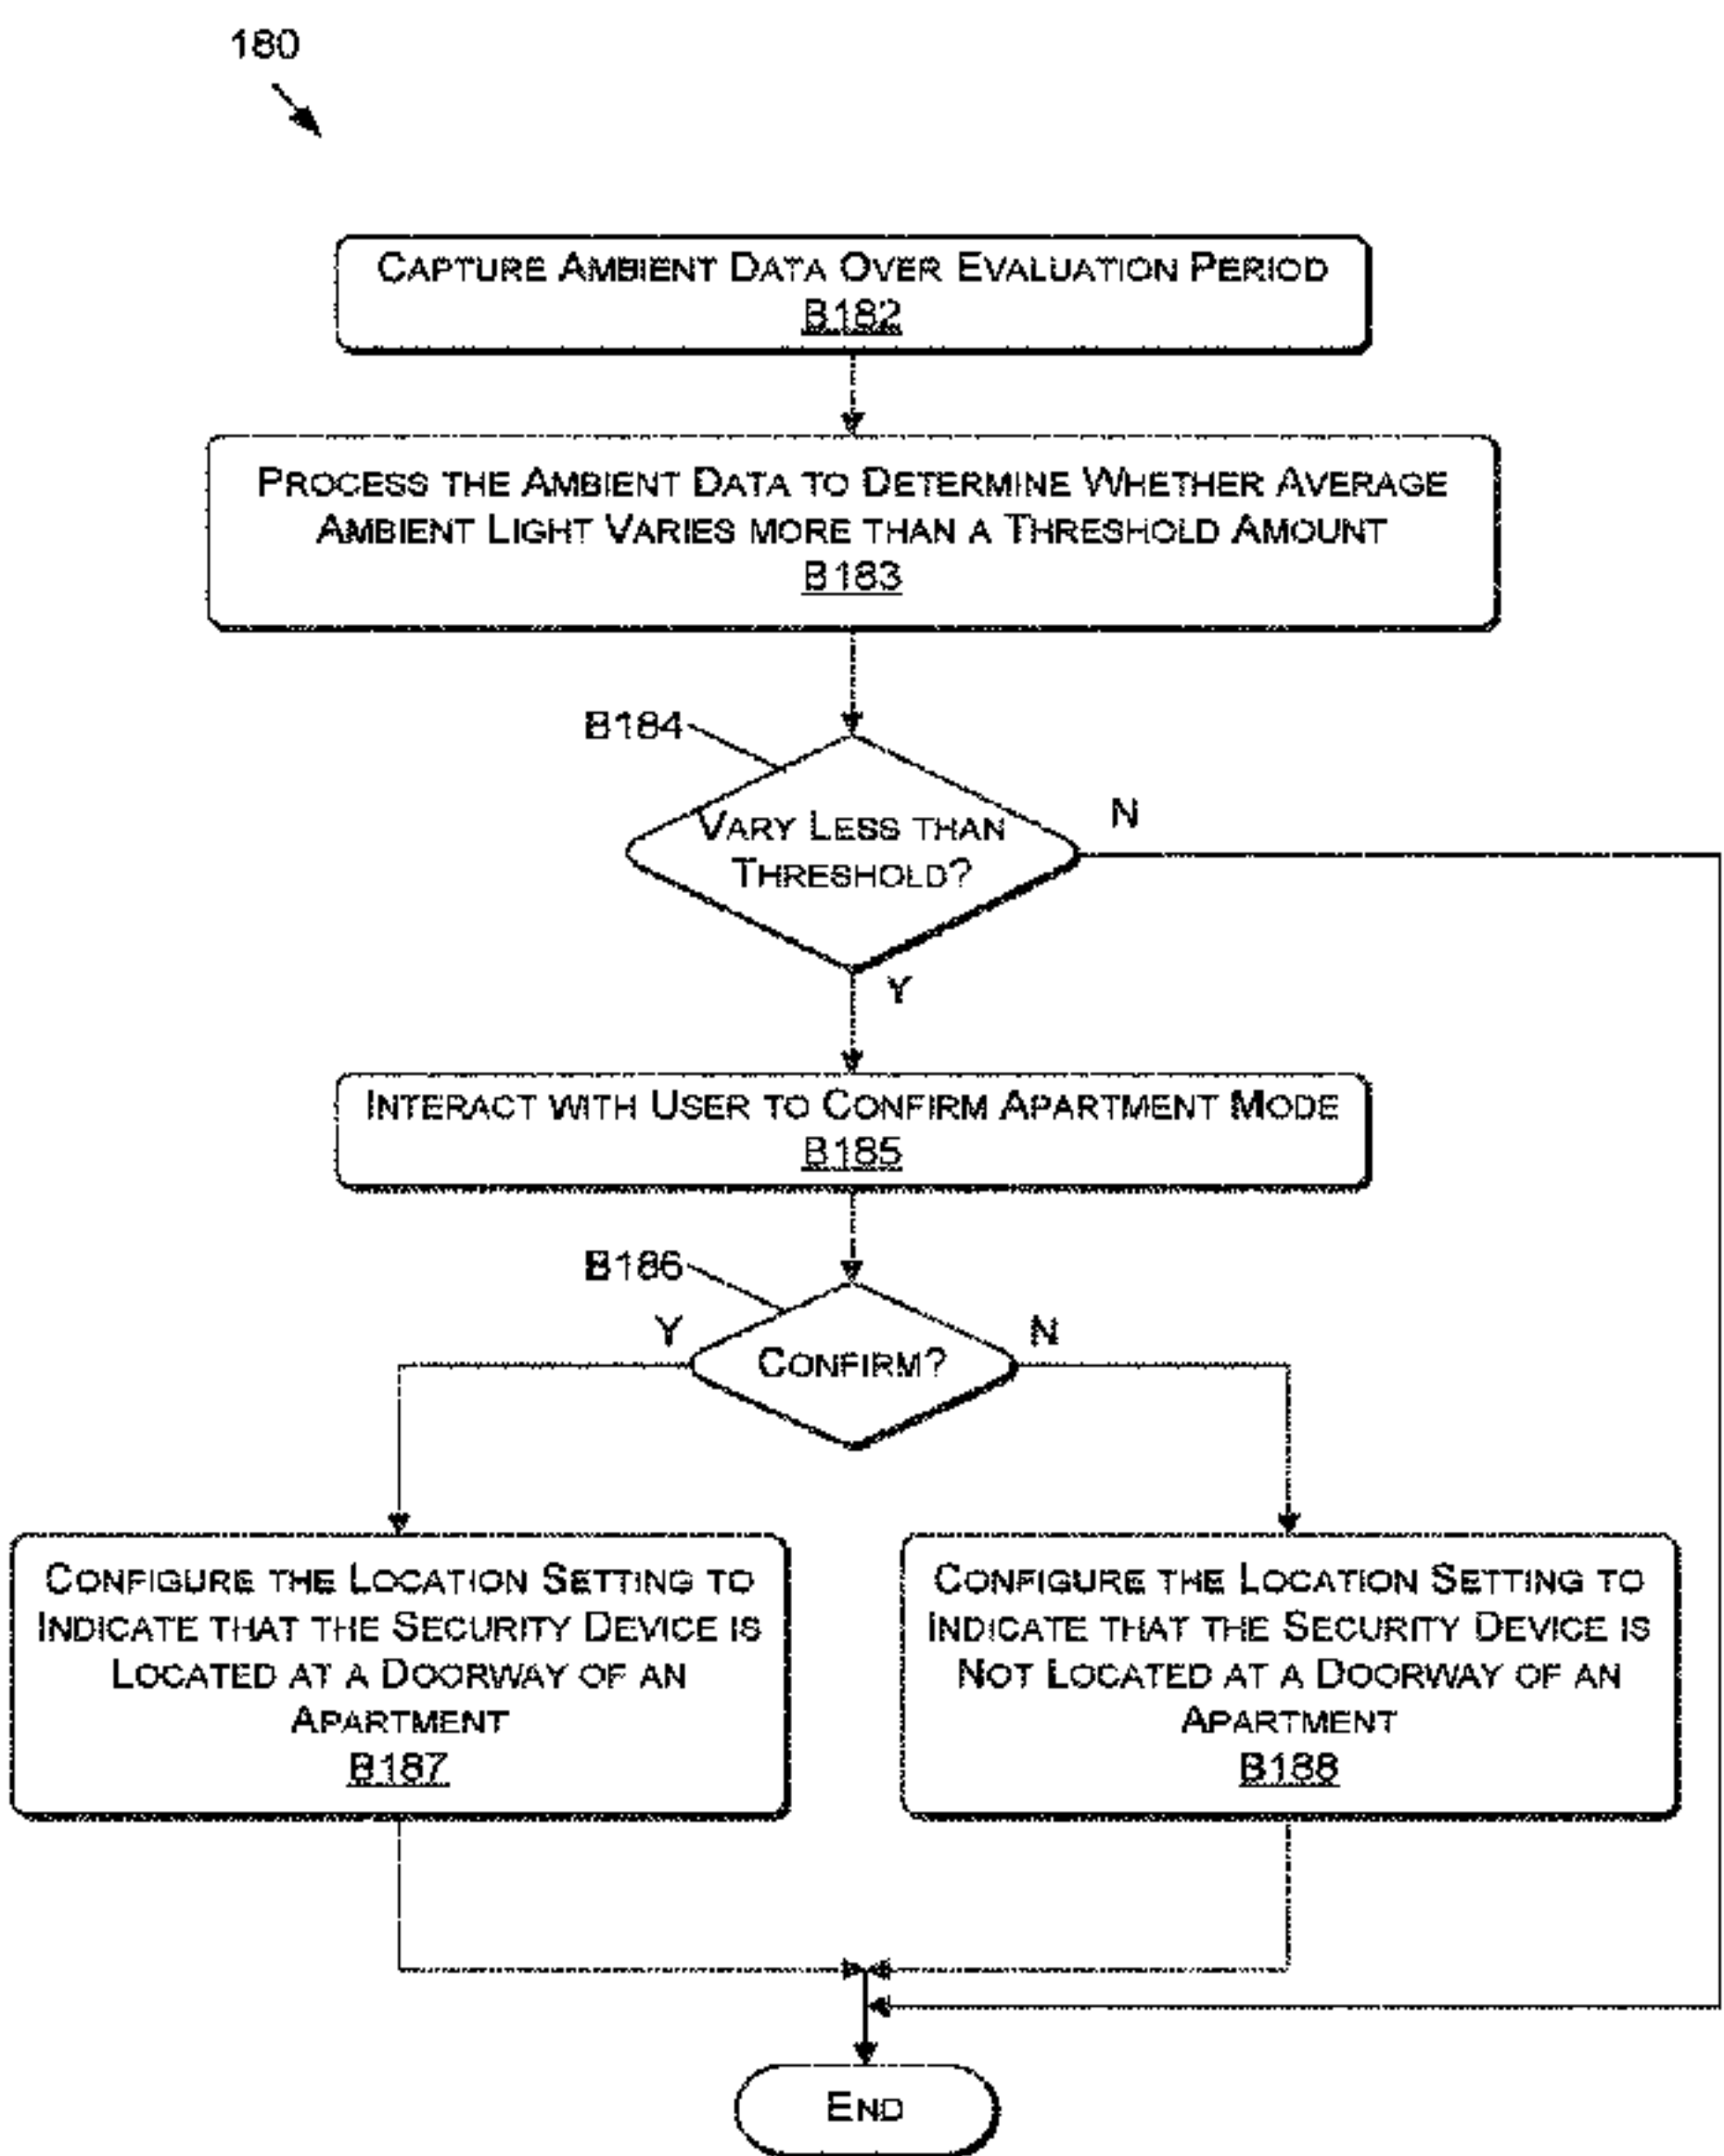 180
CAPTURE AMBIENT DATA OVER EVALUATION PERIOD
B182
PROCESS THE AMBIENT DATA TO DETERMINE WHETHER AVERAGE
AMBIENT LIGHT VARIES MORE THAN A THRESHOLD AMOUNT
B183
B184
VARY LESS THAN
THRESHOLD?
N
Y
INTERACT WITH USER TO CONFIRM APARTMENT MODE
B185
B186
Y
CONFIRM?
N
CONFIGURE THE LOCATION SETTING TO
INDICATE THAT THE SECURITY DEVICE IS
LOCATED AT A DOORWAY OF AN
APARTMENT
B187
CONFIGURE THE LOCATION SETTING TO
INDICATE THAT THE SECURITY DEVICE IS
NOT LOCATED AT A DOORWAY OF AN
APARTMENT
B188
END